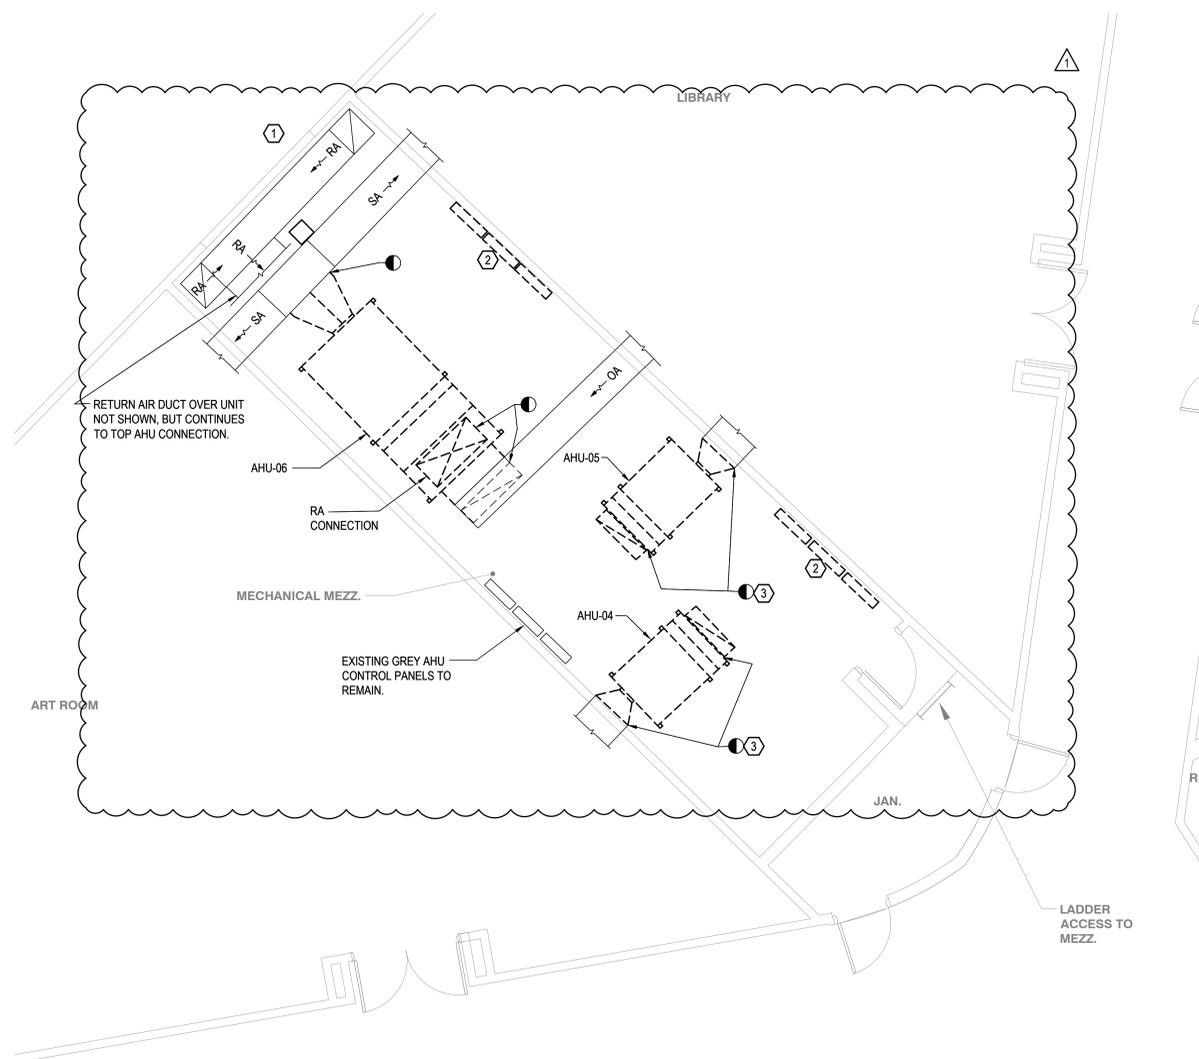 1
LIBRARY
1
RA
SA
RA
2
RA
SA
OA
RETURN AIR DUCT OVER UNIT
NOT SHOWN, BUT CONTINUES
TO TOP AHU CONNECTION.
AHU-05
AHU-06
RA
CONNECTION
2
3
MECHANICAL MEZZ.
AHU-04
EXISTING GREY AHU
CONTROL PANELS TO
REMAIN.
ART ROOM
3
R
JAN.
LADDER
ACCESS TO
MEZZ.